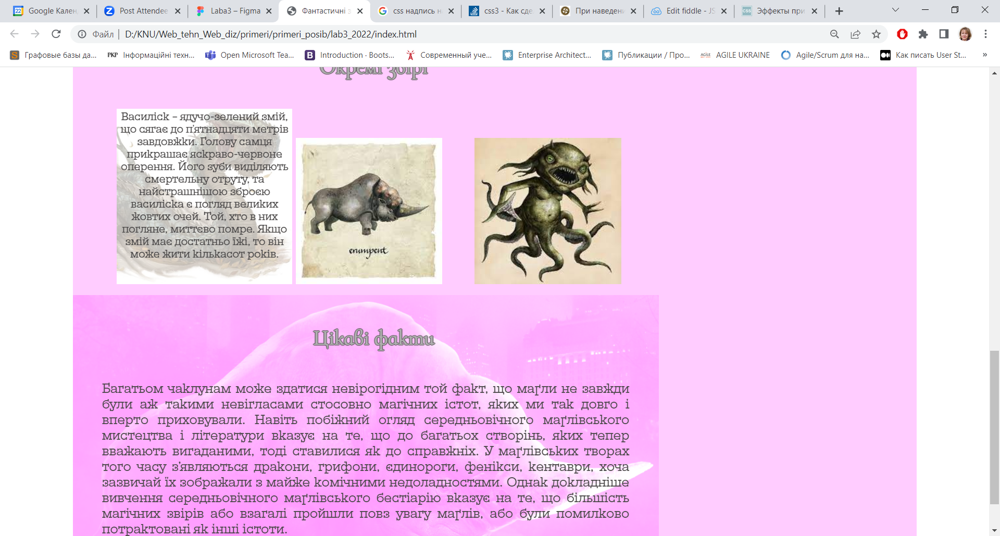 Google Кален
Post Attendee
Laba3 – Figma
Фантастичні з
css надпись н
css3 - Как сде
При наведен
Edit fiddle - JS
Эффекты при
Файл | D:/KNU/Web_tehn_Web_diz/primeri/primeri_posib/lab3_2022/index.html
Графовые базы да...
PKP Інформаційні техн...
Open Microsoft Tea...
B Introduction · Boots...
Современный уче...
Enterprise Architect...
Публикации / Про...
AGILE AGILE UKRAINE
Agile/Scrum для на...
Как писать User St...
»
Окремі звірі
Василіск – ядучо-зелений змій,
що сягає до п'ятнадцяти метрів
завдовжки. Голову самця
прикрашає яскраво-червоне
оперення. Його зуби виділяють
смертельну отруту, та
найстрашнішою зброєю
василіска є погляд великих
жовтих очей. Той, хто в них
погляне, миттєво помре. Якщо
змій має достатньо їжі, то він
може жити кількасот років.
erumpent
Цікаві факти
Багатьом чаклунам може здатися невірогідним той факт, що маґли не завжди
були аж такими невігласами стосовно магічних істот, яких ми так довго і
вперто приховували. Навіть побіжний огляд середньовічного маґлівського
мистецтва і літератури вказує на те, що до багатьох створінь, яких тепер
вважають вигаданими, тоді ставилися як до справжніх. У маґлівських творах
того часу з’являються дракони, грифони, єдинороги, фенікси, кентаври, хоча
зазвичай їх зображали з майже комічними недоладностями. Однак докладніше
вивчення середньовічного маґлівського бестіарію вказує на те, що більшість
магічних звірів або взагалі пройшли повз увагу маґлів, або були помилково
потрактовані як інші істоти.